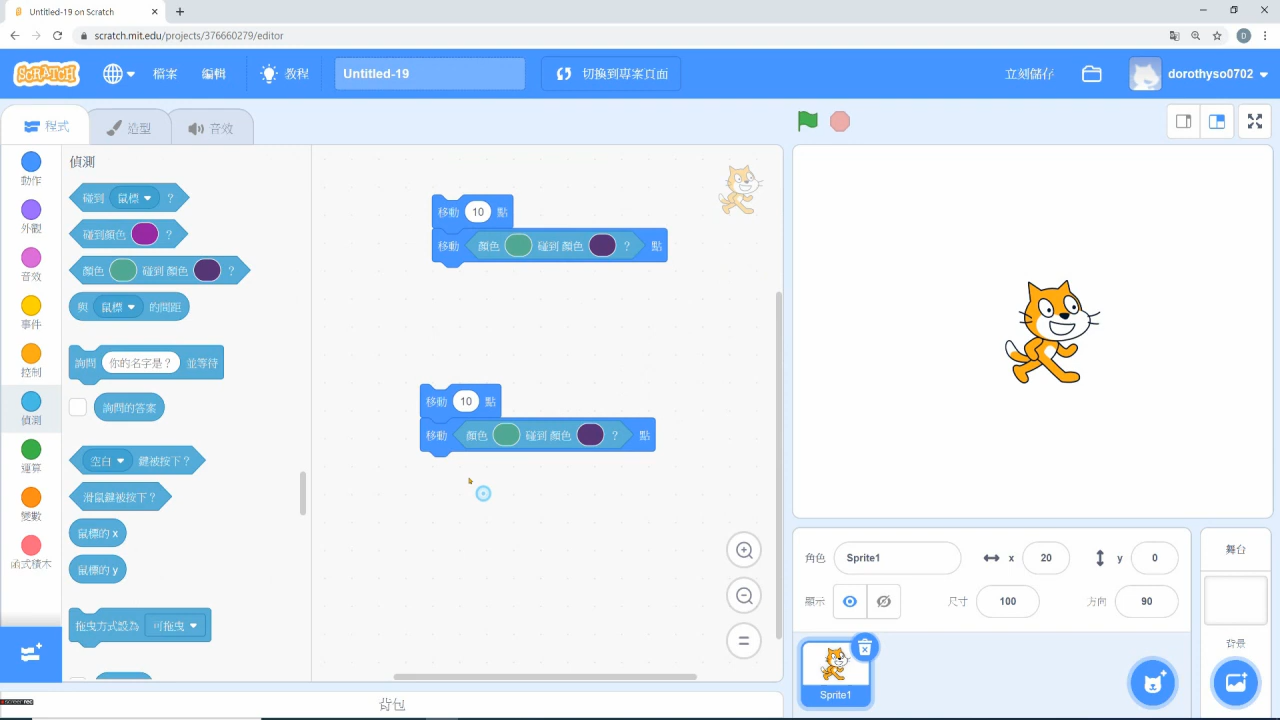 Untitled-19 on Scratch
scratch.mit.edu/projects/376660279/editor
D
SCRATCH
檔案
編輯
教程
Untitled-19
切換到專案頁面
立刻儲存
dorothyso0702
程式
造型
音效
動作
外觀
音效
事件
控制
偵測
運算
變數
函式積木
偵測
碰到 鼠標 ?
碰到顏色 ?
顏色 碰到 顏色 ?
與 鼠標 的間距
詢問 你的名字是? 並等待
詢問的答案
空白 鍵被按下?
滑鼠鍵被按下?
鼠標的 x
鼠標的 y
拖曳方式設為 可拖曳
移動 10 點
移動 顏色 碰到 顏色 ? 點
移動 10 點
移動 顏色 碰到 顏色 ? 點
背包
角色 Sprite1 x 20 y 0
顯示 尺寸 100 方向 90
Sprite1
舞台
背景
screen rec